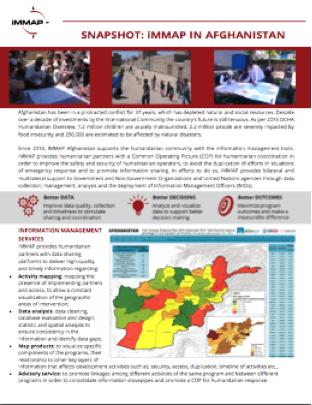 iMMAP
SNAPSHOT: iMMAP IN AFGHANISTAN
Afghanistan has been in a protracted conflict for 37 years, which has depleted natural and social resources. Despite
over a decade of investments by the International Community the country's future is still tenuous. As per 2015 OCHA
Humanitarian Overview, 1.2 million children are acutely malnourished, 2.2 million people are severely impacted by
food insecurity and 250,000 are estimated to be affected by natural disasters.
Since 2010, iMMAP Afghanistan supports the humanitarian community with the information management tools.
iMMAP provides humanitarian partners with a Common Operating Picture (COP) for humanitarian coordination in
order to improve the safety and security of humanitarian operators, to avoid the duplication of efforts in situations
of emergency response and to promote information sharing. In efforts to do so, iMMAP provides bilateral and
multilateral support to Government and Non-Government Organisations and United Nations agencies through data
collection, management, analysis and the deployment of Information Management Officers (IMOs).
Better DATA
Improve data quality, collection
and timeliness to stimulate
sharing and coordination
Better DECISIONS
Analyze and visualize
data to support better
decision making
Better OUTCOMES
Maximize program
outcomes and make a
measurable difference
INFORMATION MANAGEMENT
SERVICES
iMMAP provides humanitarian
partners with data sharing
platforms to deliver high quality
and timely information regarding:
• Activity mapping: mapping the
presence of implementing partners
and access, to allow a constant
visualization of the geographic
areas of intervention;
• Data analysis: data cleaning,
database evaluation and design,
statistic and spatial analysis to
ensure consistency in the
information and identify data gaps;
• Map products: to visualize specific
components of the programs, their
relationship to other key layers of
information that affects development activities such as, security, access, duplication, timeline of activities etc.,
• Advisory service: to promote linkages among different activities of the same program and between different
programs in order to consolidate information stovepipes and promote a COP for humanitarian response.
AFGHANISTAN